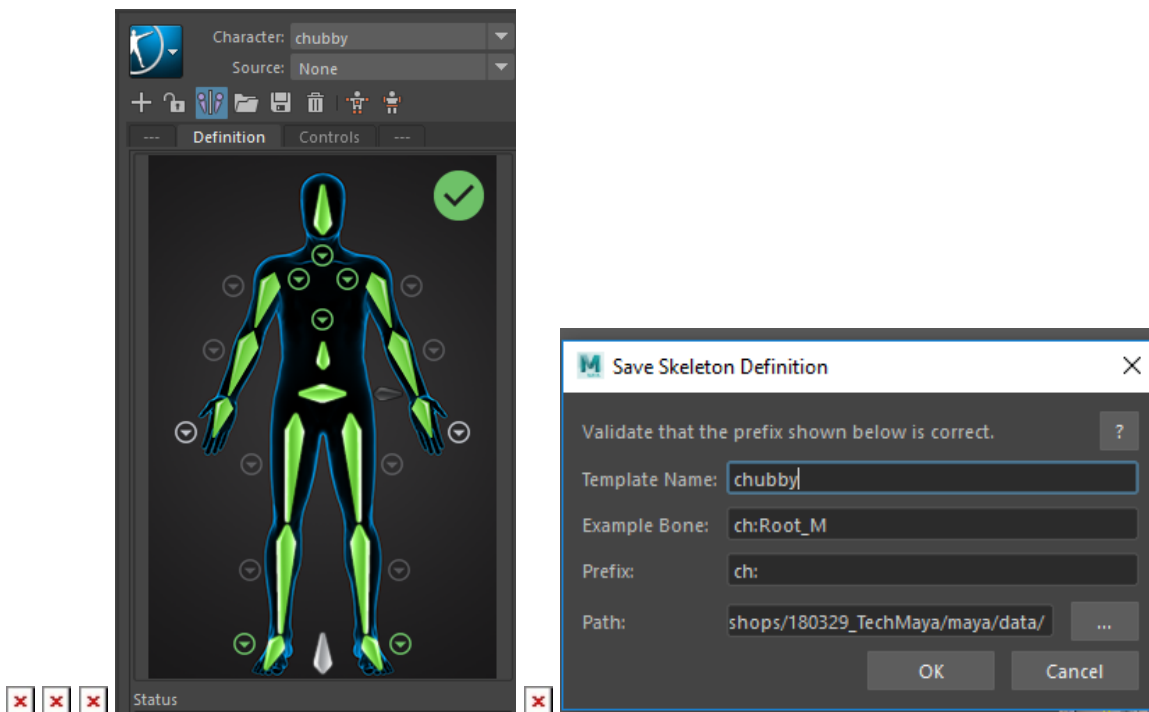 Character: chubby
Source: None
--- Definition Controls ---
Status
M Save Skeleton Definition
Validate that the prefix shown below is correct. ?
Template Name: chubby
Example Bone: ch:Root_M
Prefix: ch:
Path: shops/180329_TechMaya/maya/data/ ...
OK Cancel